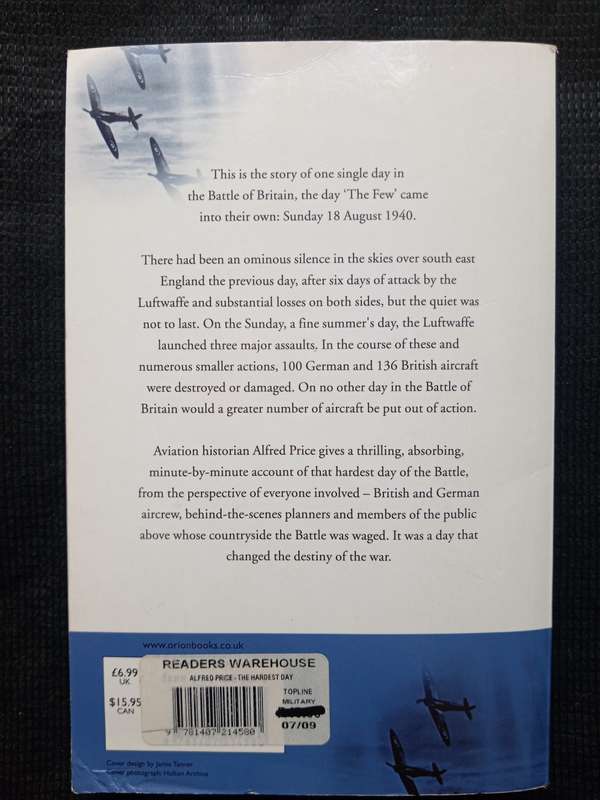 This is the story of one single day in
the Battle of Britain, the day ‘The Few’ came
into their own: Sunday 18 August 1940.
There had been an ominous silence in the skies over south east
England the previous day, after six days of attack by the
Luftwaffe and substantial losses on both sides, but the quiet was
not to last. On the Sunday, a fine summer's day, the Luftwaffe
launched three major assaults. In the course of these and
numerous smaller actions, 100 German and 136 British aircraft
were destroyed or damaged. On no other day in the Battle of
Britain would a greater number of aircraft be put out of action.
Aviation historian Alfred Price gives a thrilling, absorbing,
minute-by-minute account of that hardest day of the Battle,
from the perspective of everyone involved – British and German
aircrew, behind-the-scenes planners and members of the public
above whose countryside the Battle was waged. It was a day that
changed the destiny of the war.
www.orionbooks.co.uk
£6.99
UK
$15.95
CAN
READERS WAREHOUSE
ALFRED PRICE - THE HARDEST DAY
TOPLINE
MILITARY
07/09
9 781407 214580
Cover design by Jamie Tanner
Cover photograph: Hulton Archive